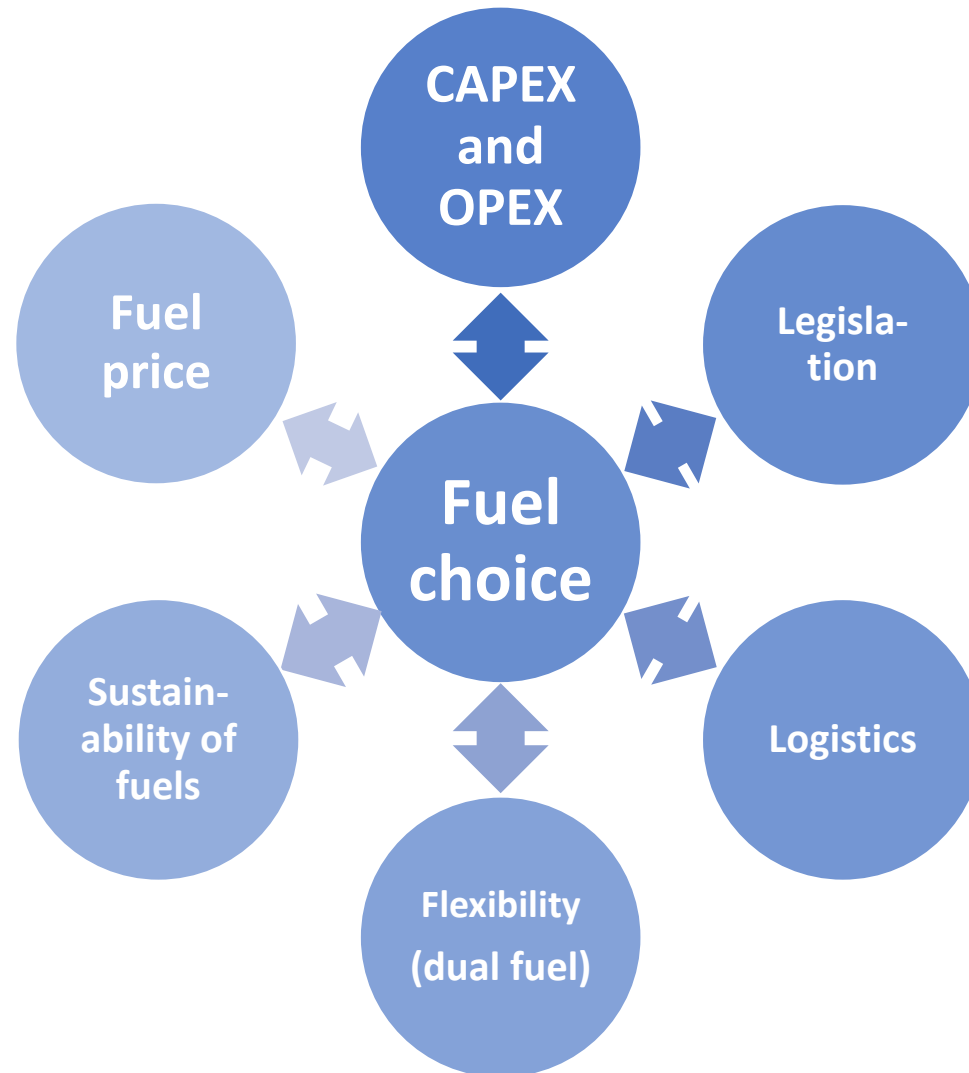 CAPEX
and
OPEX
Fuel
price
Legisla-
tion
Fuel
choice
Sustain-
ability of
fuels
Logistics
Flexibility
(dual fuel)